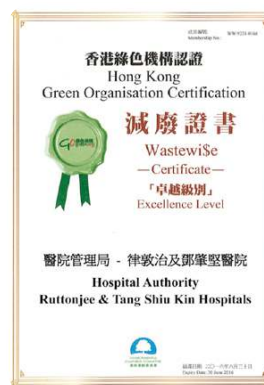 香港綠色機構認證
Hong Kong
Green Organisation Certification
減廢證書
Wastewi$e
—Certificate—
「卓越級別」
Excellence Level
醫院管理局 - 律敦治及鄧肇堅醫院
Hospital Authority
Ruttonjee & Tang Shiu Kin Hospitals